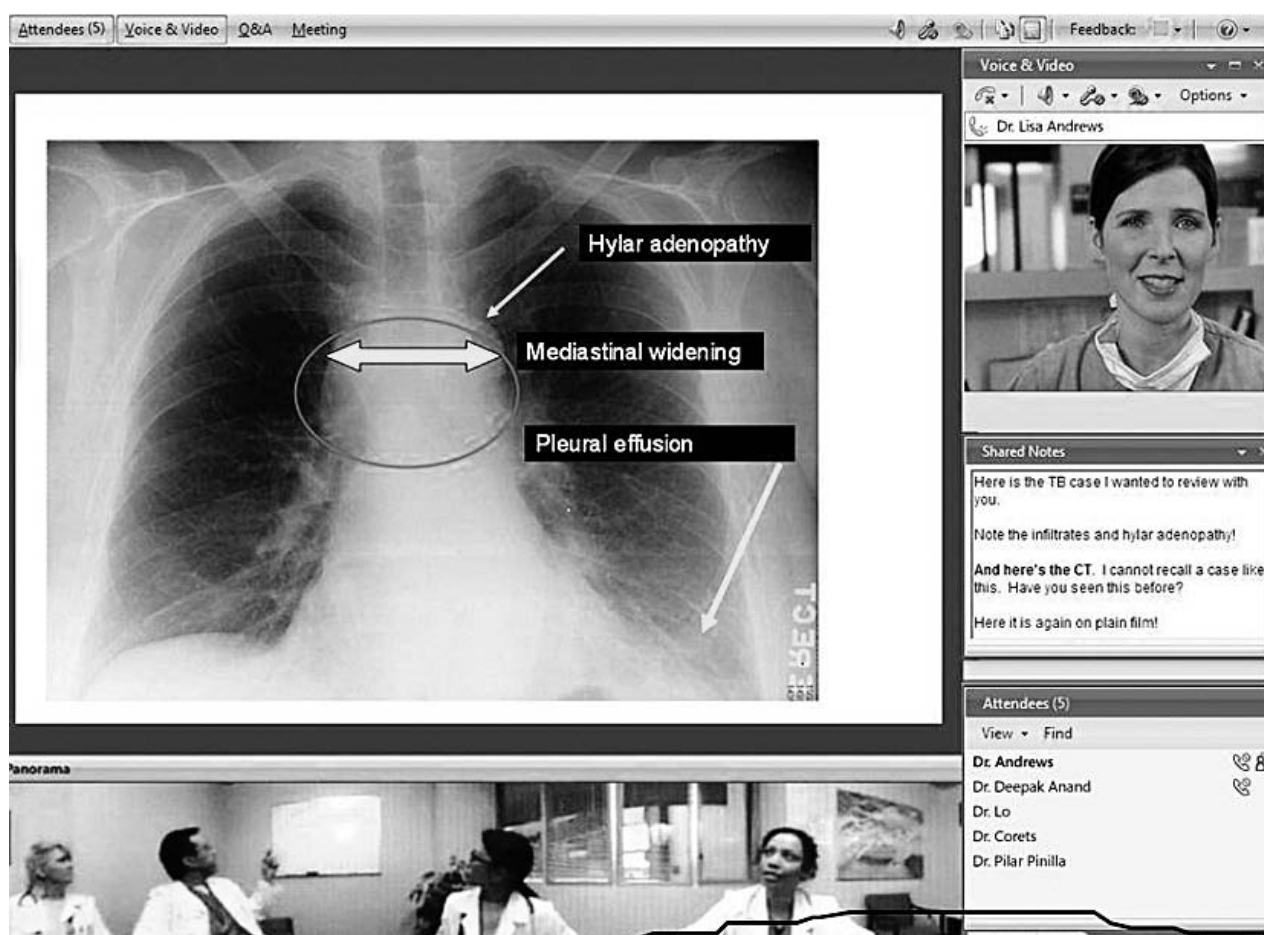 Attendees (5) Voice & Video Q&A Meeting Feedback:
Voice & Video
Options
Dr. Lisa Andrews
Hylar adenopathy
Mediastinal widening
Pleural effusion
Shared Notes
Here is the TB case I wanted to review with
you.
Note the infiltrates and hylar adenopathy!
And here's the CT. I cannot recall a case like
this. Have you seen this before?
Here it is again on plain film!
Attendees (5)
View Find
Dr. Andrews
Dr. Deepak Anand
Dr. Lo
Dr. Corets
Dr. Pilar Pinilla
Panorama